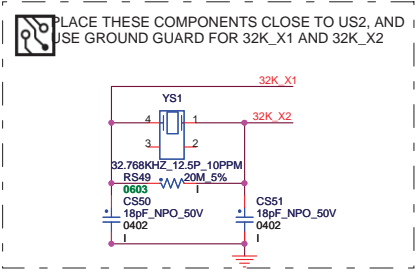 PLACE THESE COMPONENTS CLOSE TO US2, AND
USE GROUND GUARD FOR 32K_X1 AND 32K_X2
32K_X1
YS1
32K_X2
4 1
3 2
32.768KHZ_12.5P_10PPM
RS49 20M_5%
0603 I
CS50 CS51
18pF_NPO_50V 18pF_NPO_50V
0402 0402
I I